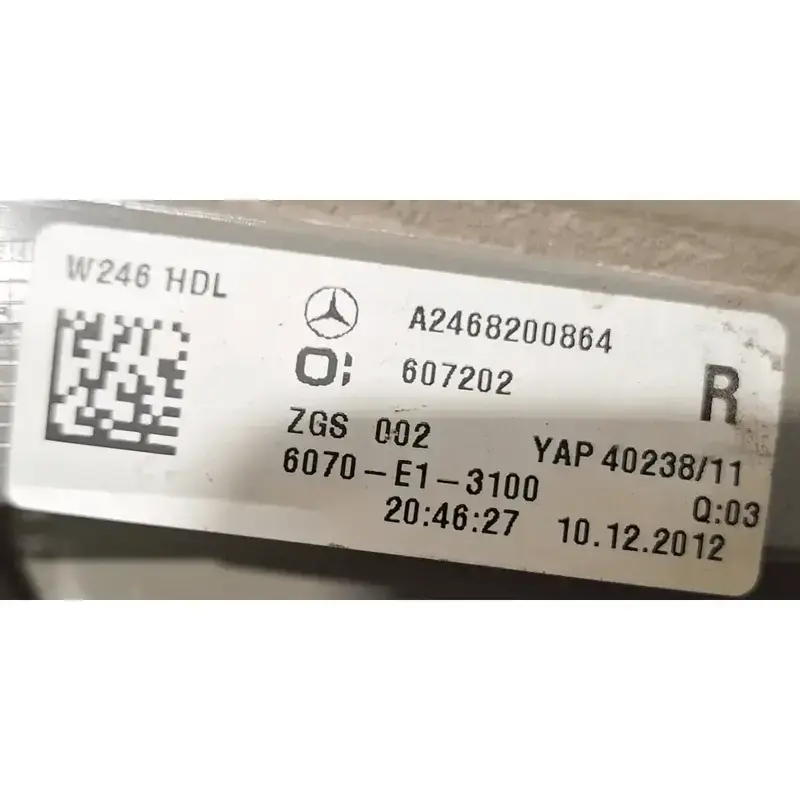 W246 HDL
A2468200864
607202
R
ZGS 002
YAP 40238/11
6070-E1-3100
Q:03
20:46:27 10.12.2012